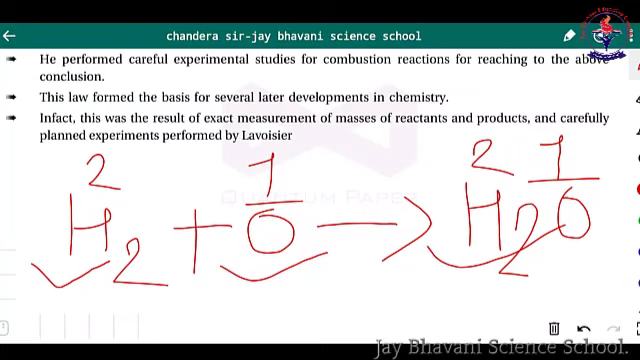 chandera sir-jay bhavani science school
He performed careful experimental studies for combustion reactions for reaching to the above
conclusion.
This law formed the basis for several later developments in chemistry.
Infact, this was the result of exact measurement of masses of reactants and products, and carefully
planned experiments performed by Lavoisier
2 1 2 1
H2 + O → H2O
QUANTUM PAPER
Jay Bhavani Science School.